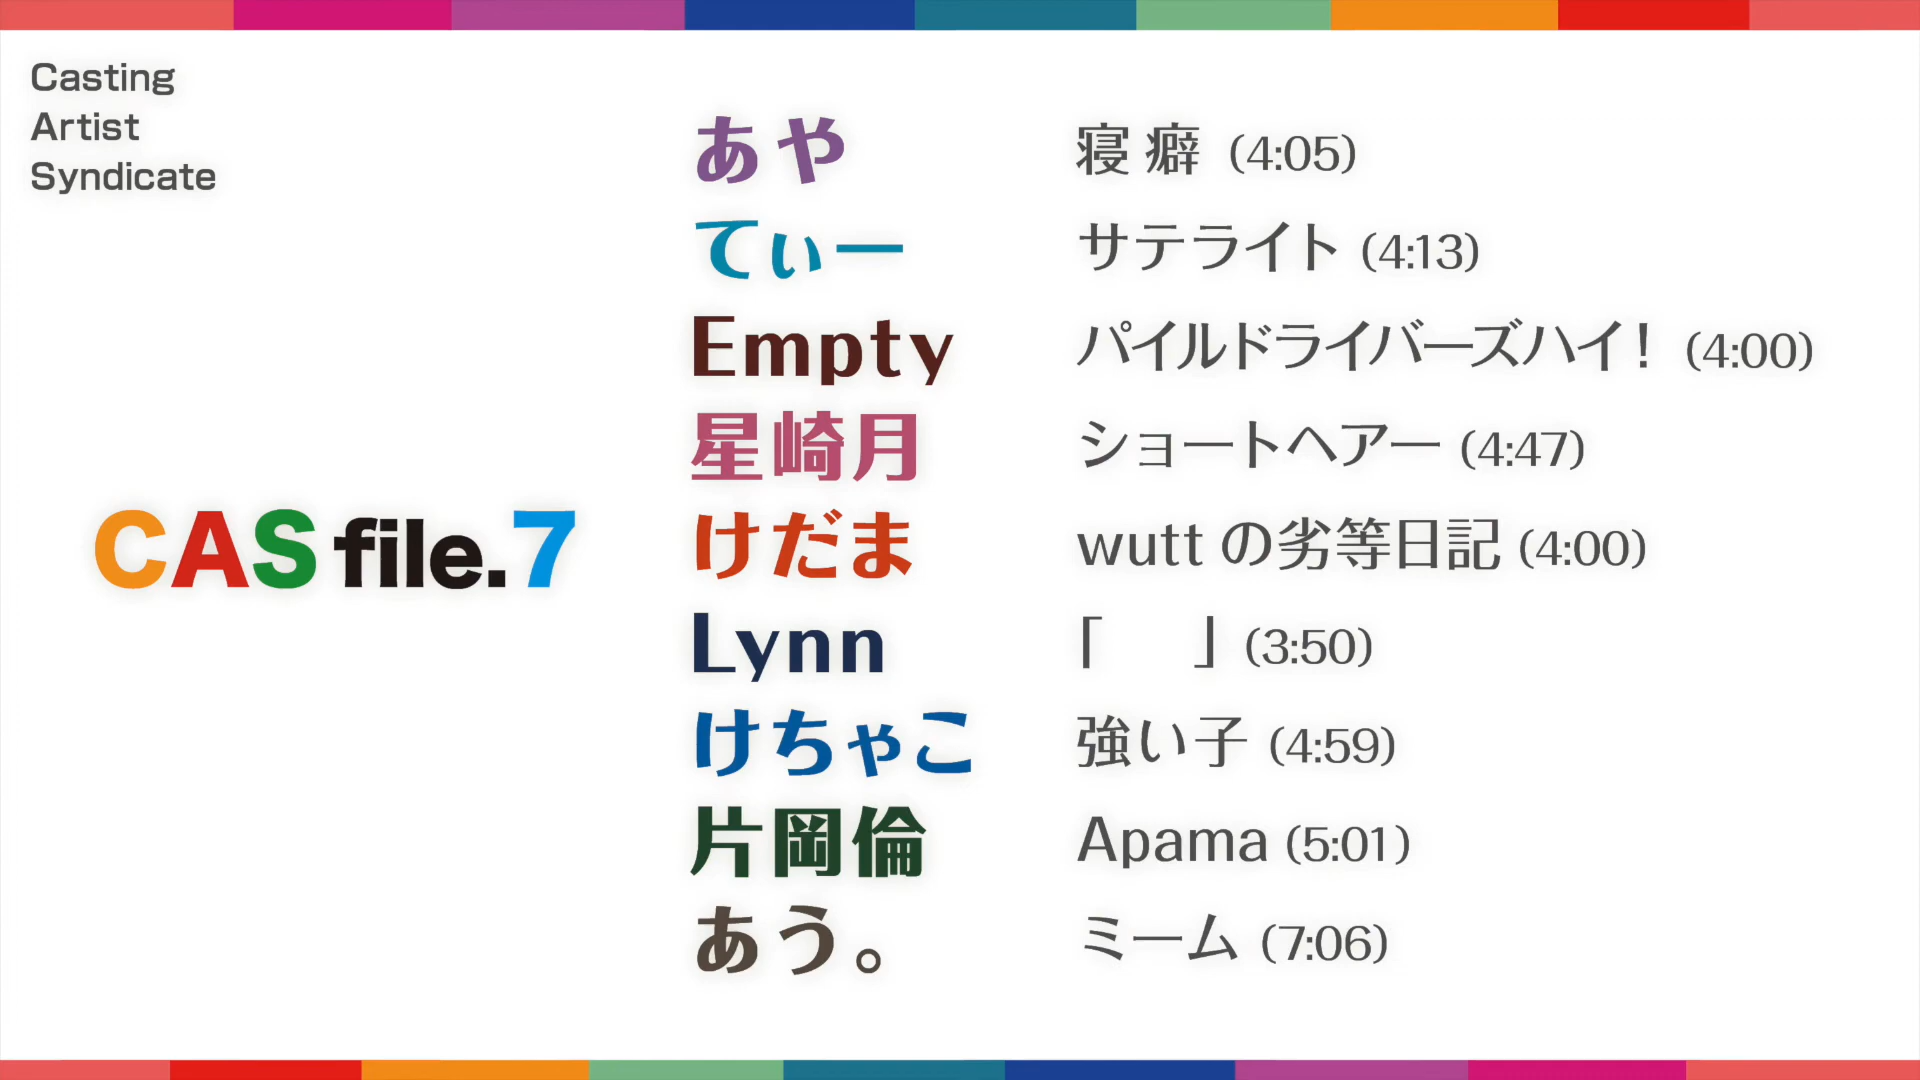 Casting
Artist
Syndicate
CAS file.7
あや 寝癖 (4:05)
てぃー サテライト (4:13)
Empty パイルドライバーズハイ! (4:00)
星崎月 ショートヘアー (4:47)
けだま wuttの劣等日記 (4:00)
Lynn 「　」 (3:50)
けちゃこ 強い子 (4:59)
片岡倫 Apama (5:01)
あう。 ミーム (7:06)